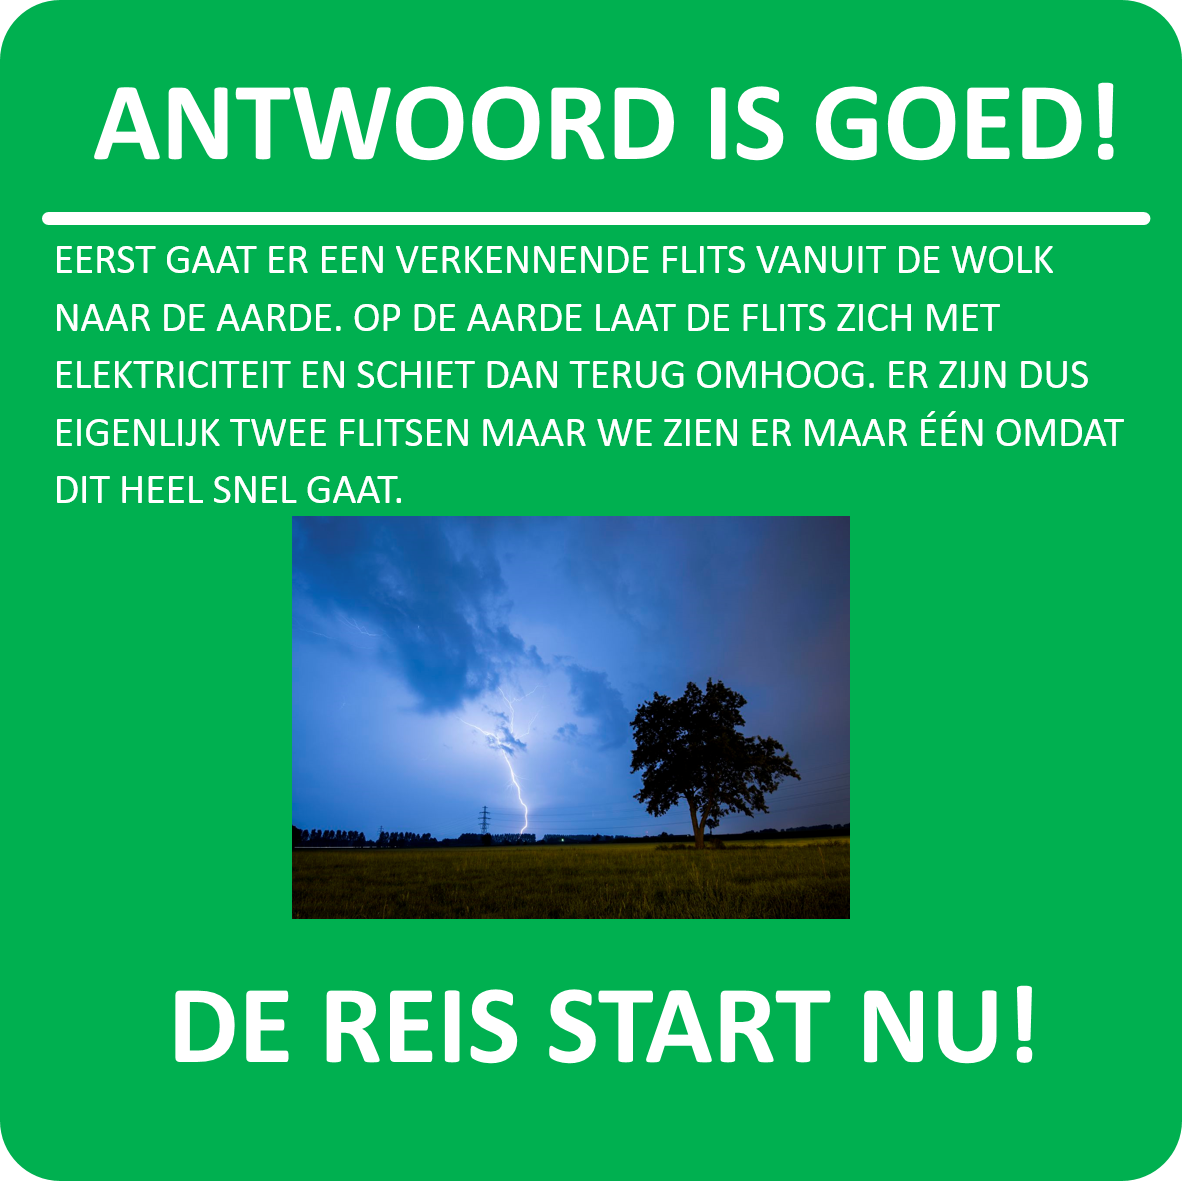 ANTWOORD IS GOED!
EERST GAAT ER EEN VERKENNENDE FLITS VANUIT DE WOLK
NAAR DE AARDE. OP DE AARDE LAAT DE FLITS ZICH MET
ELEKTRICITEIT EN SCHIET DAN TERUG OMHOOG. ER ZIJN DUS
EIGENLIJK TWEE FLITSEN MAAR WE ZIEN ER MAAR ÉÉN OMDAT
DIT HEEL SNEL GAAT.
DE REIS START NU!